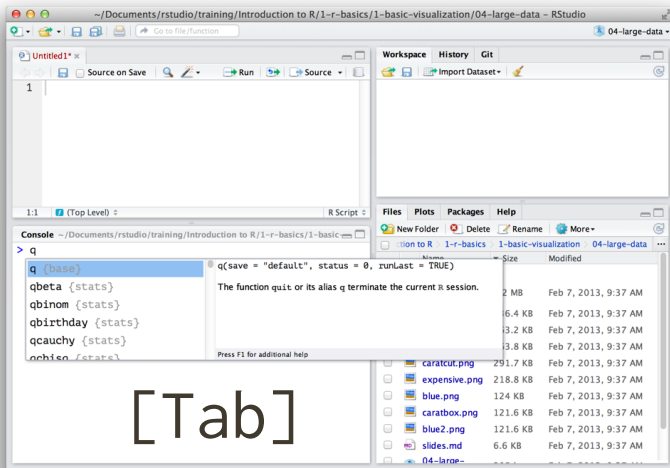 ~/Documents/rstudio/training/Introduction to R/1-r-basics/1-basic-visualization/04-large-data - RStudio
Go to file/function
04-large-data
Untitled1*
Source on Save
Run
Source
1
1:1
(Top Level)
R Script
Console ~/Documents/rstudio/training/Introduction to R/1-r-basics/1-basic-
> q
q {base}
qbeta {stats}
qbinom {stats}
qbirthday {stats}
qcauchy {stats}
qchisq {stats}
q(save = "default", status = 0, runLast = TRUE)
The function quit or its alias q terminate the current R session.
Press F1 for additional help
[Tab]
Workspace History Git
Import Dataset
Files Plots Packages Help
New Folder Delete Rename More
ction to R 1-r-basics 1-basic-visualization 04-large-data ...
Name Size Modified
2 MB Feb 7, 2013, 9:37 AM
6.4 KB Feb 7, 2013, 9:37 AM
3.2 KB Feb 7, 2013, 9:37 AM
3.8 KB Feb 7, 2013, 9:37 AM
caratcut.png 291.7 KB Feb 7, 2013, 9:37 AM
expensive.png 218.8 KB Feb 7, 2013, 9:37 AM
blue.png 124 KB Feb 7, 2013, 9:37 AM
caratbox.png 121.6 KB Feb 7, 2013, 9:37 AM
blue2.png 121.6 KB Feb 7, 2013, 9:37 AM
slides.md 6.6 KB Feb 7, 2013, 9:37 AM
04-large-